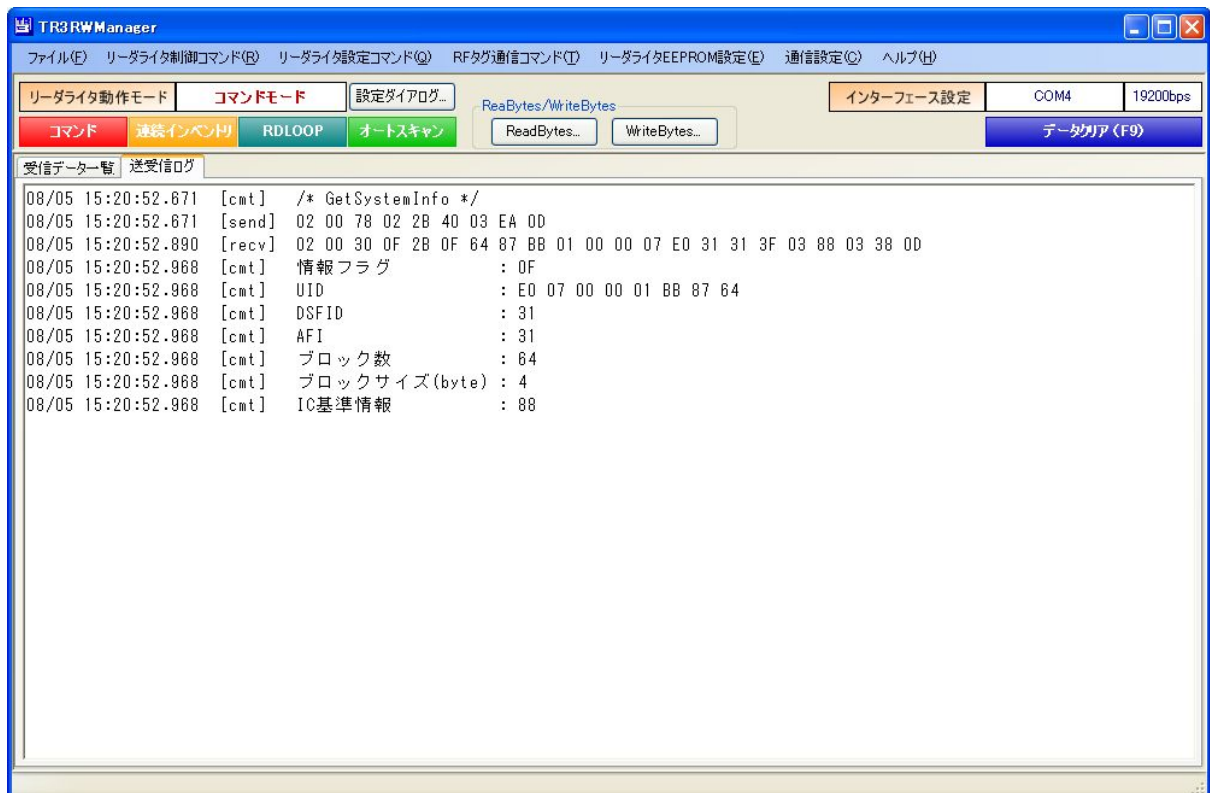 TR3RWManager
ファイル(F) リーダライタ制御コマンド(R) リーダライタ設定コマンド(Q) RFタグ通信コマンド(T) リーダライタEEPROM設定(E) 通信設定(C) ヘルプ(H)
リーダライタ動作モード コマンドモード 設定ダイアログ... ReaBytes/WriteBytes インターフェース設定 COM4 19200bps
コマンド 連続インベントリ RDLOOP オートスキャン ReadBytes... WriteBytes... データクリア (F9)
受信データ一覧 送受信ログ
08/05 15:20:52.671 [cmt] /* GetSystemInfo */
08/05 15:20:52.671 [send] 02 00 78 02 2B 40 03 EA 0D
08/05 15:20:52.890 [recv] 02 00 30 0F 2B 0F 64 87 BB 01 00 00 07 E0 31 31 3F 03 88 03 38 0D
08/05 15:20:52.968 [cmt] 情報フラグ : 0F
08/05 15:20:52.968 [cmt] UID : E0 07 00 00 01 BB 87 64
08/05 15:20:52.968 [cmt] DSFID : 31
08/05 15:20:52.968 [cmt] AFI : 31
08/05 15:20:52.968 [cmt] ブロック数 : 64
08/05 15:20:52.968 [cmt] ブロックサイズ(byte) : 4
08/05 15:20:52.968 [cmt] IC基準情報 : 88